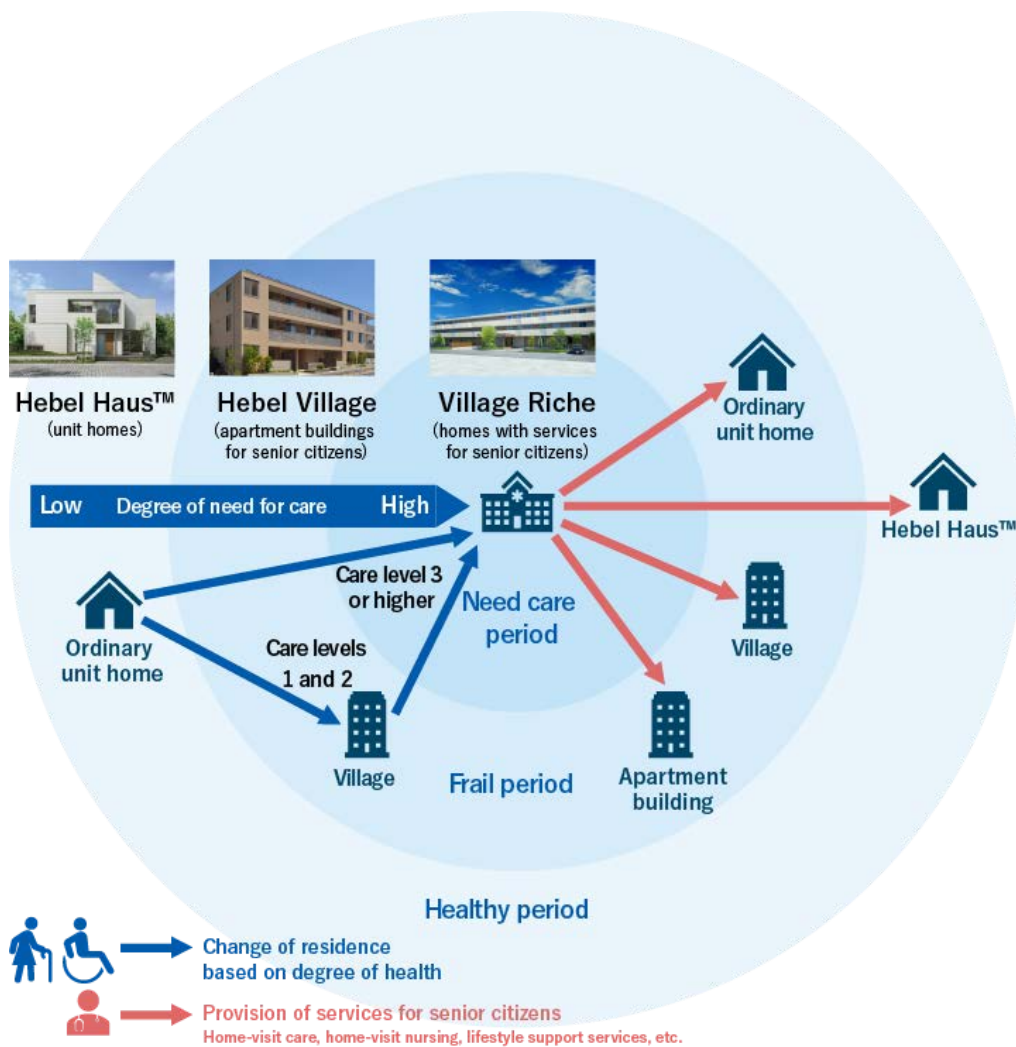 Hebel Haus™
(unit homes)
Hebel Village
(apartment buildings
for senior citizens)
Village Riche
(homes with services
for senior citizens)
Low Degree of need for care High
Ordinary
unit home
Hebel Haus™
Care level 3
or higher
Need care
period
Village
Ordinary
unit home
Care levels
1 and 2
Village
Frail period
Apartment
building
Healthy period
Change of residence
based on degree of health
Provision of services for senior citizens
Home-visit care, home-visit nursing, lifestyle support services, etc.